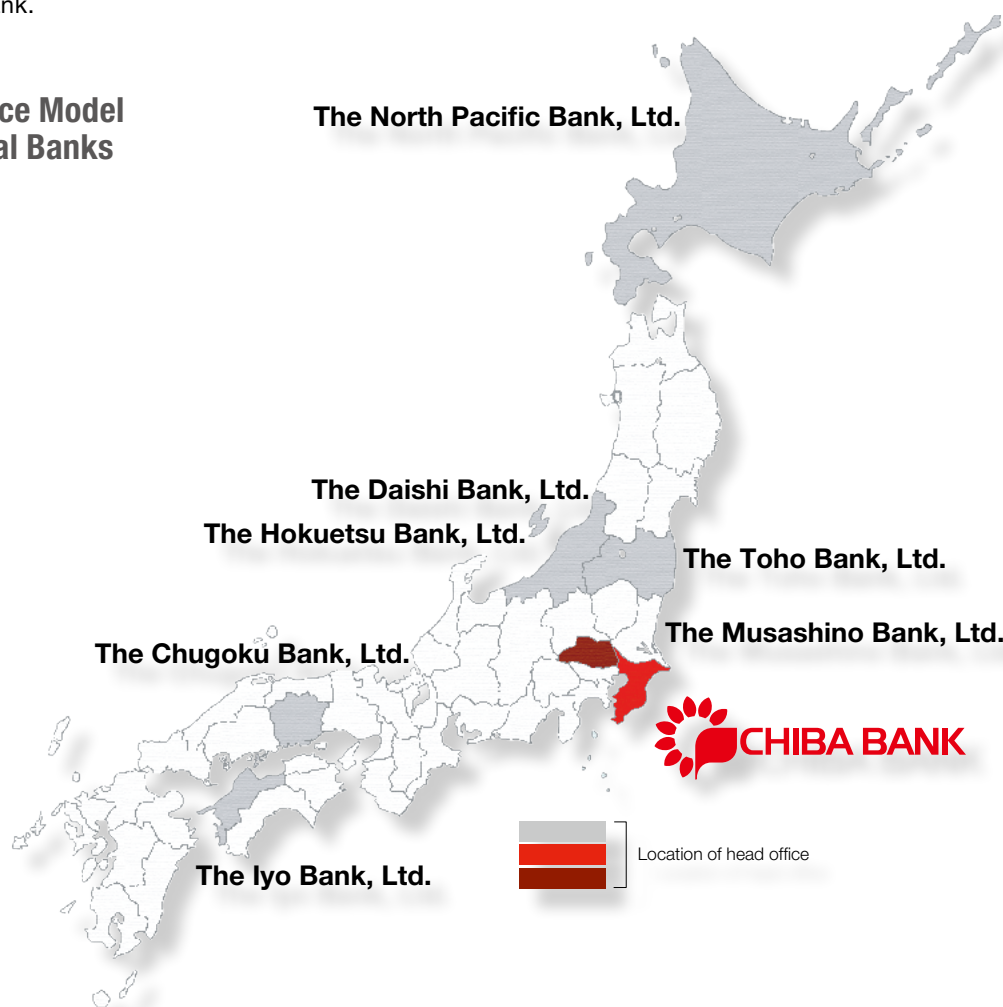 nk.
ce Model
al Banks
The North Pacific Bank, Ltd.
The Daishi Bank, Ltd.
The Hokuetsu Bank, Ltd.
The Toho Bank, Ltd.
The Musashino Bank, Ltd.
The Chugoku Bank, Ltd.
CHIBA BANK
The Iyo Bank, Ltd.
Location of head office